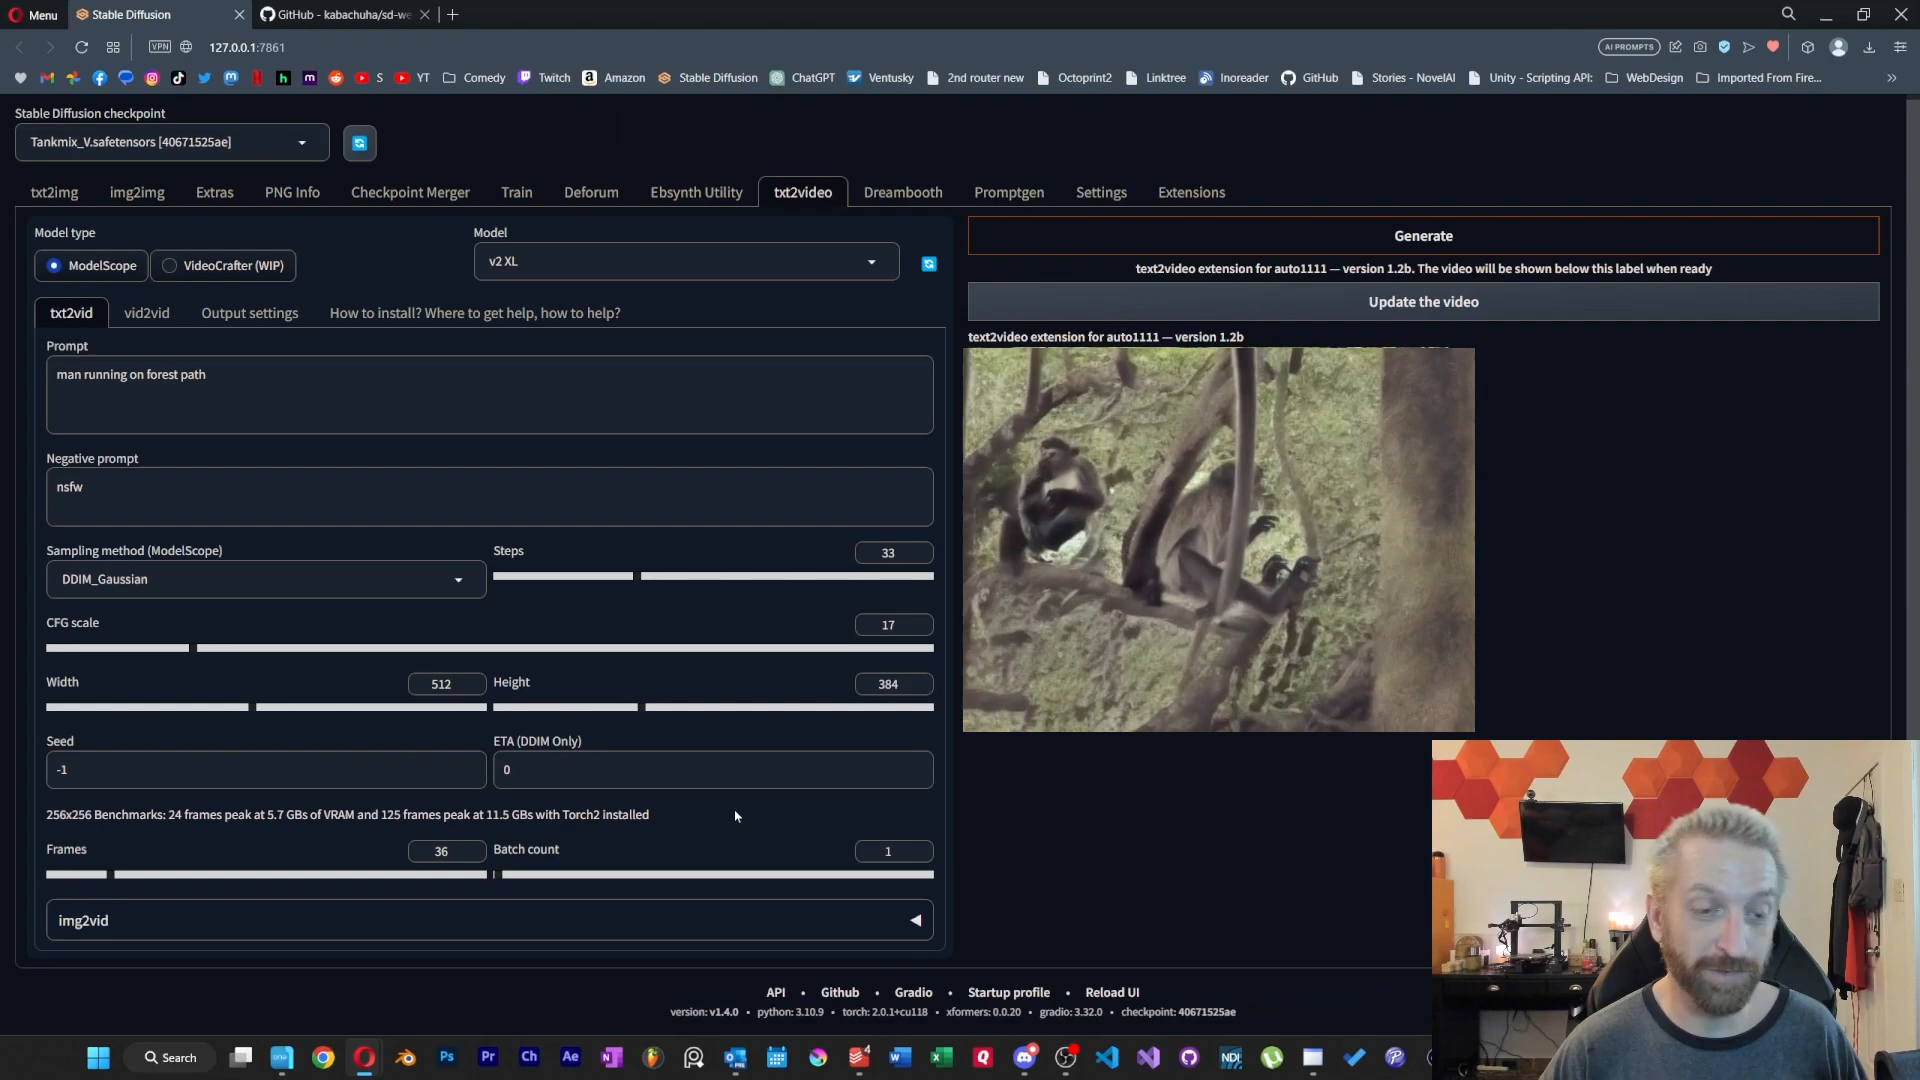 Menu
Stable Diffusion
GitHub - kabachuha/sd-we
VPN
127.0.0.1:7861
AI PROMPTS
Comedy
Twitch
Amazon
Stable Diffusion
ChatGPT
Ventusky
2nd router new
Octoprint2
Linktree
Inoreader
GitHub
Stories - NovelAI
Unity - Scripting API:
WebDesign
Imported From Fire...
S
YT
Stable Diffusion checkpoint
Tankmix_V.safetensors [40671525ae]
txt2img
img2img
Extras
PNG Info
Checkpoint Merger
Train
Deforum
Ebsynth Utility
txt2video
Dreambooth
Promptgen
Settings
Extensions
Model type
ModelScope
VideoCrafter (WIP)
Model
v2 XL
Generate
text2video extension for auto1111 — version 1.2b. The video will be shown below this label when ready
Update the video
text2video extension for auto1111 — version 1.2b
txt2vid
vid2vid
Output settings
How to install? Where to get help, how to help?
Prompt
man running on forest path
Negative prompt
nsfw
Sampling method (ModelScope)
DDIM_Gaussian
Steps
33
CFG scale
17
Width
512
Height
384
Seed
-1
ETA (DDIM Only)
0
256x256 Benchmarks: 24 frames peak at 5.7 GBs of VRAM and 125 frames peak at 11.5 GBs with Torch2 installed
Frames
36
Batch count
1
img2vid
API • Github • Gradio • Startup profile • Reload UI
version: v1.4.0 • python: 3.10.9 • torch: 2.0.1+cu118 • xformers: 0.0.20 • gradio: 3.32.0 • checkpoint: 40671525ae
Search
Ps
Pr
Ch
Ae
NDI